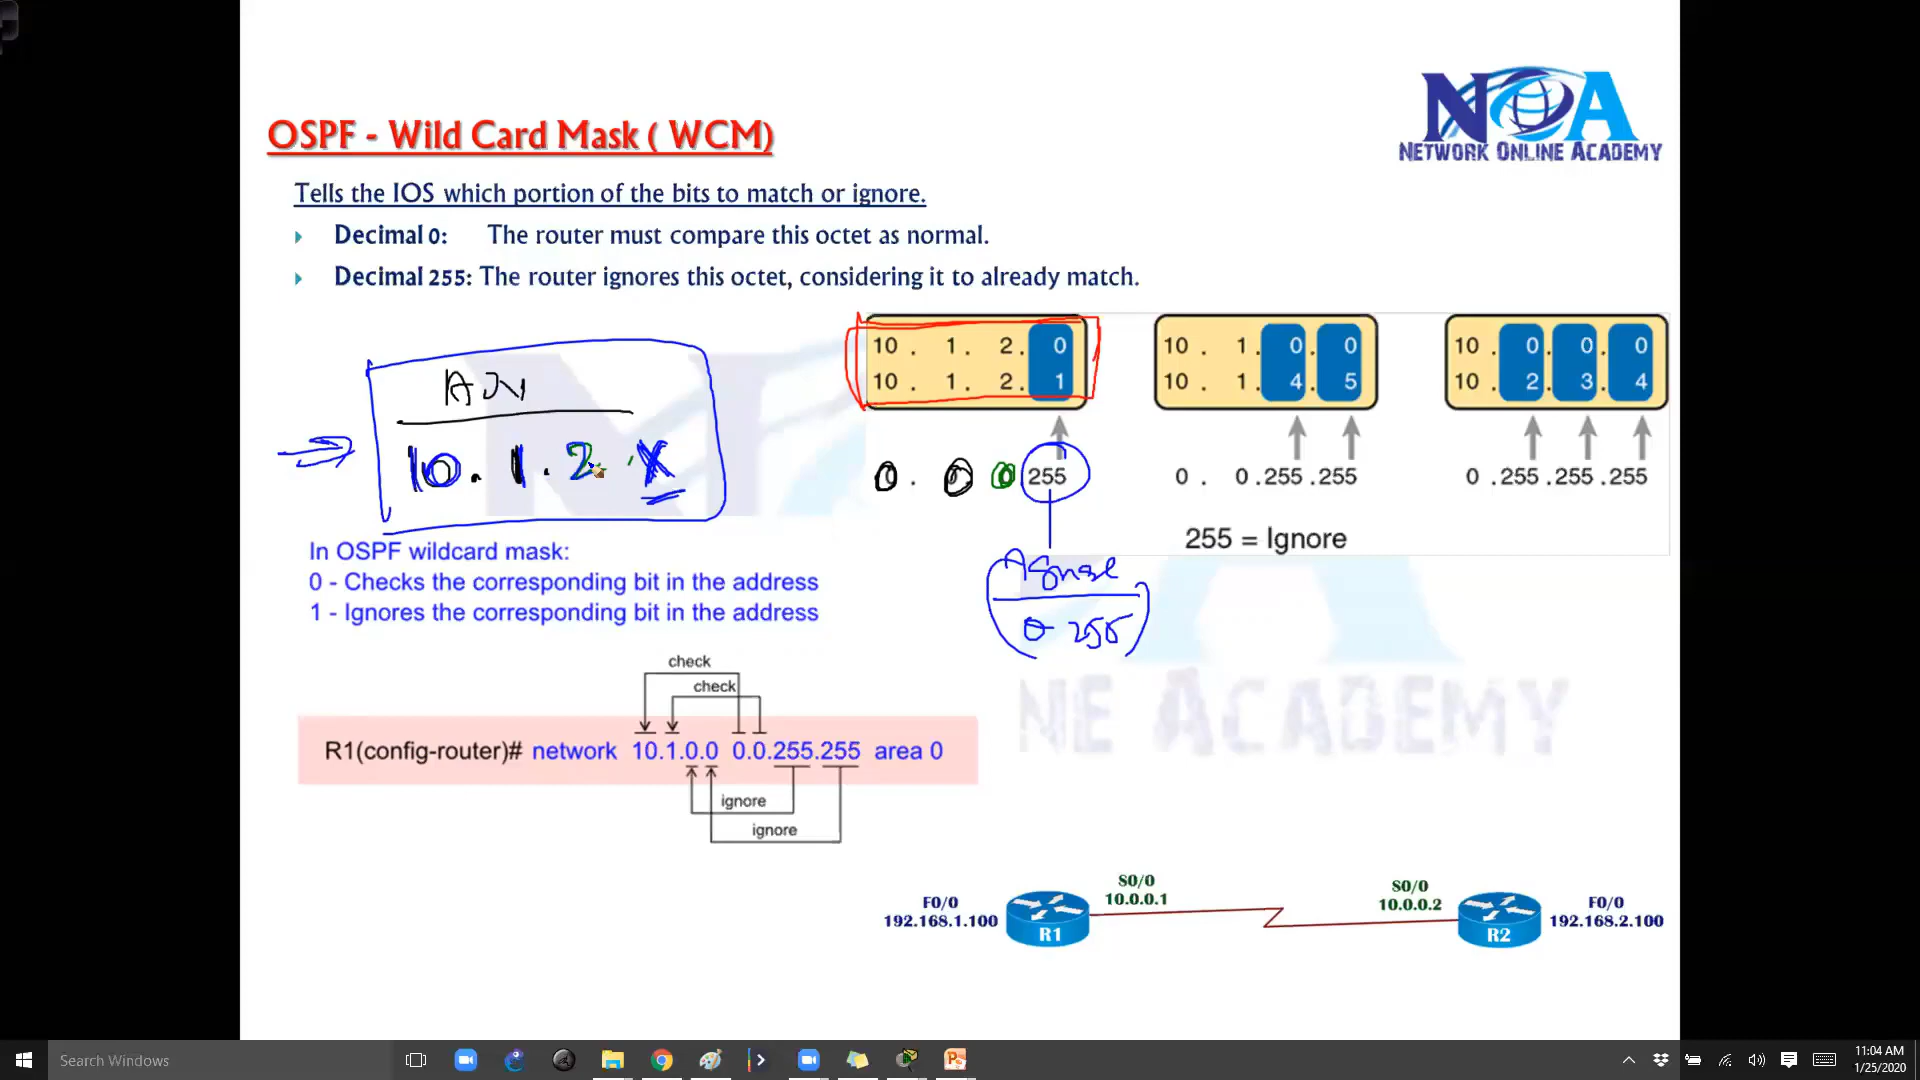 NOA
NETWORK ONLINE ACADEMY
OSPF - Wild Card Mask ( WCM)
Tells the IOS which portion of the bits to match or ignore.
Decimal 0: The router must compare this octet as normal.
Decimal 255: The router ignores this octet, considering it to already match.
10 . 1. 2. 0
10 . 1. 2. 1
10 . 1. 0. 0
10 . 1. 4. 5
10 . 0. 0. 0
10 . 2. 3. 4
10.1.2.X
0. 0 0 255
0. 0.255.255
0.255.255.255
255 = Ignore
0 255
In OSPF wildcard mask:
0 - Checks the corresponding bit in the address
1 - Ignores the corresponding bit in the address
check
check
R1(config-router)# network 10.1.0.0 0.0.255.255 area 0
ignore
ignore
NE ACADEMY
F0/0
192.168.1.100
R1
S0/0
10.0.0.1
S0/0
10.0.0.2
R2
F0/0
192.168.2.100
Search Windows
11:04 AM
1/25/2020